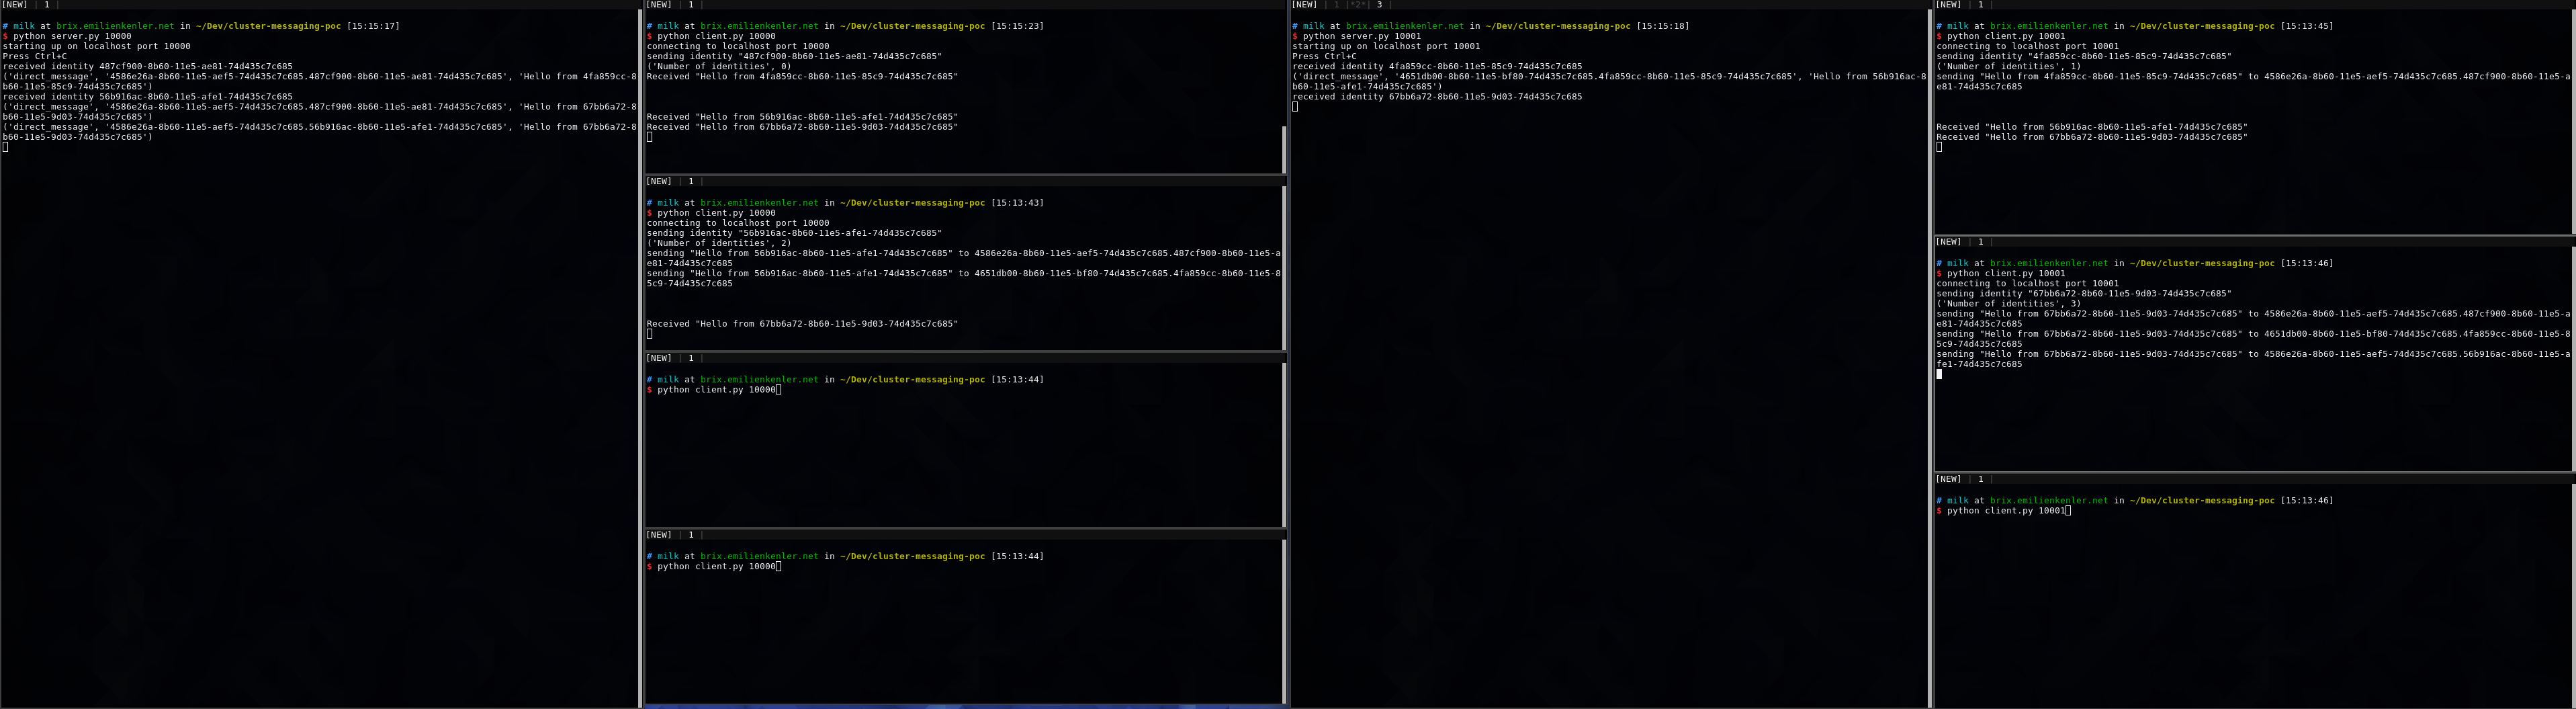 [NEW] | 1 |
# milk at brix.emilienkenler.net in ~/Dev/cluster-messaging-poc [15:15:17]
$ python server.py 10000
starting up on localhost port 10000
Press Ctrl+C
received identity 487cf900-8b60-11e5-ae81-74d435c7c685
('direct_message', '4586e26a-8b60-11e5-aef5-74d435c7c685.487cf900-8b60-11e5-ae81-74d435c7c685', 'Hello from 4fa859cc-8
b60-11e5-85c9-74d435c7c685')
received identity 56b916ac-8b60-11e5-afe1-74d435c7c685
('direct_message', '4586e26a-8b60-11e5-aef5-74d435c7c685.487cf900-8b60-11e5-ae81-74d435c7c685', 'Hello from 67bb6a72-8
b60-11e5-9d03-74d435c7c685')
('direct_message', '4586e26a-8b60-11e5-aef5-74d435c7c685.56b916ac-8b60-11e5-afe1-74d435c7c685', 'Hello from 67bb6a72-8
b60-11e5-9d03-74d435c7c685')
[NEW] | 1 |
# milk at brix.emilienkenler.net in ~/Dev/cluster-messaging-poc [15:15:23]
$ python client.py 10000
connecting to localhost port 10000
sending identity "487cf900-8b60-11e5-ae81-74d435c7c685"
('Number of identities', 0)
Received "Hello from 4fa859cc-8b60-11e5-85c9-74d435c7c685"
Received "Hello from 56b916ac-8b60-11e5-afe1-74d435c7c685"
Received "Hello from 67bb6a72-8b60-11e5-9d03-74d435c7c685"
[NEW] | 1 |
# milk at brix.emilienkenler.net in ~/Dev/cluster-messaging-poc [15:13:43]
$ python client.py 10000
connecting to localhost port 10000
sending identity "56b916ac-8b60-11e5-afe1-74d435c7c685"
('Number of identities', 2)
sending "Hello from 56b916ac-8b60-11e5-afe1-74d435c7c685" to 4586e26a-8b60-11e5-aef5-74d435c7c685.487cf900-8b60-11e5-a
e81-74d435c7c685
sending "Hello from 56b916ac-8b60-11e5-afe1-74d435c7c685" to 4651db00-8b60-11e5-bf80-74d435c7c685.4fa859cc-8b60-11e5-8
5c9-74d435c7c685
Received "Hello from 67bb6a72-8b60-11e5-9d03-74d435c7c685"
[NEW] | 1 |
# milk at brix.emilienkenler.net in ~/Dev/cluster-messaging-poc [15:13:44]
$ python client.py 10000
[NEW] | 1 |
# milk at brix.emilienkenler.net in ~/Dev/cluster-messaging-poc [15:13:44]
$ python client.py 10000
[NEW] | 1 |*2*| 3 |
# milk at brix.emilienkenler.net in ~/Dev/cluster-messaging-poc [15:15:18]
$ python server.py 10001
starting up on localhost port 10001
Press Ctrl+C
received identity 4fa859cc-8b60-11e5-85c9-74d435c7c685
('direct_message', '4651db00-8b60-11e5-bf80-74d435c7c685.4fa859cc-8b60-11e5-85c9-74d435c7c685', 'Hello from 56b916ac-8
b60-11e5-afe1-74d435c7c685')
received identity 67bb6a72-8b60-11e5-9d03-74d435c7c685
[NEW] | 1 |
# milk at brix.emilienkenler.net in ~/Dev/cluster-messaging-poc [15:13:45]
$ python client.py 10001
connecting to localhost port 10001
sending identity "4fa859cc-8b60-11e5-85c9-74d435c7c685"
('Number of identities', 1)
sending "Hello from 4fa859cc-8b60-11e5-85c9-74d435c7c685" to 4586e26a-8b60-11e5-aef5-74d435c7c685.487cf900-8b60-11e5-a
e81-74d435c7c685
Received "Hello from 56b916ac-8b60-11e5-afe1-74d435c7c685"
Received "Hello from 67bb6a72-8b60-11e5-9d03-74d435c7c685"
[NEW] | 1 |
# milk at brix.emilienkenler.net in ~/Dev/cluster-messaging-poc [15:13:46]
$ python client.py 10001
connecting to localhost port 10001
sending identity "67bb6a72-8b60-11e5-9d03-74d435c7c685"
('Number of identities', 3)
sending "Hello from 67bb6a72-8b60-11e5-9d03-74d435c7c685" to 4586e26a-8b60-11e5-aef5-74d435c7c685.487cf900-8b60-11e5-a
e81-74d435c7c685
sending "Hello from 67bb6a72-8b60-11e5-9d03-74d435c7c685" to 4651db00-8b60-11e5-bf80-74d435c7c685.4fa859cc-8b60-11e5-8
5c9-74d435c7c685
sending "Hello from 67bb6a72-8b60-11e5-9d03-74d435c7c685" to 4586e26a-8b60-11e5-aef5-74d435c7c685.56b916ac-8b60-11e5-a
fe1-74d435c7c685
[NEW] | 1 |
# milk at brix.emilienkenler.net in ~/Dev/cluster-messaging-poc [15:13:46]
$ python client.py 10001